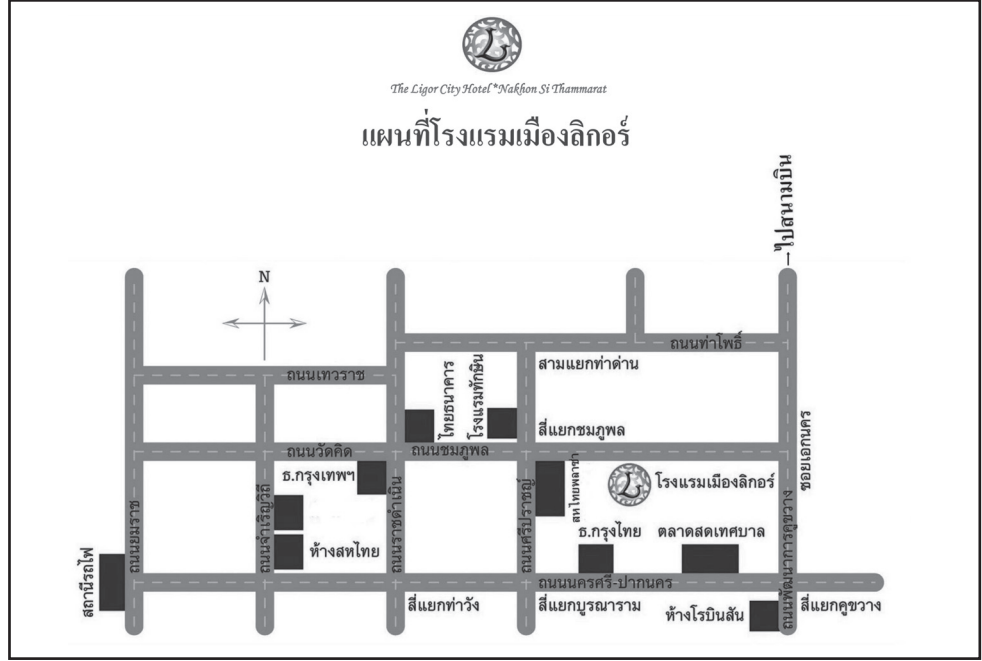 L
The Ligor City Hotel*Nakhon Si Thammarat
แผนที่โรงแรมเมืองลิกอร์
→ไปสนามบิน
N
ถนนท่าโพธิ์
สามแยกท่าด่าน
ถนนเทวราช
ไทยธนาคาร
โรงแรมทักษิน
สี่แยกชมภูพล
ซอยเอกนคร
ถนนวัดคิด
ถนนชมภูพล
ธ.กรุงเทพฯ
สหไทยพลาซ่า
L
โรงแรมเมืองลิกอร์
ถนนยมราช
ถนนจำเริญวิถี
ถนนราชดำเนิน
ถนนศรีปราชญ์
ถนนพัฒนาการคูขวาง
ธ.กรุงไทย
ตลาดสดเทศบาล
ห้างสหไทย
สถานีรถไฟ
ถนนนครศรี-ปากนคร
สี่แยกท่าวัง
สี่แยกบูรณาราม
ห้างโรบินสัน
สี่แยกคูขวาง